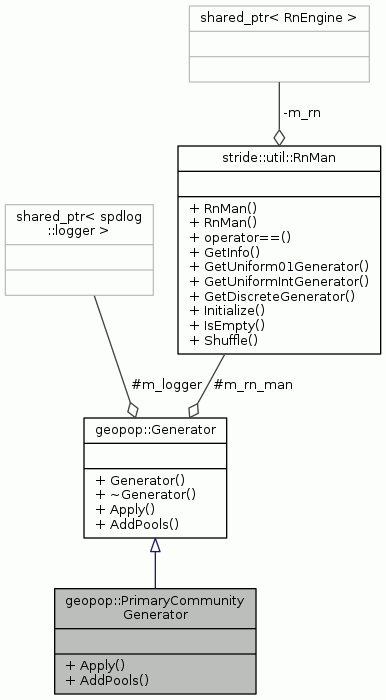 shared_ptr< RnEngine >
-m_rn
stride::util::RnMan
+ RnMan()
+ RnMan()
+ operator==()
+ GetInfo()
+ GetUniform01Generator()
+ GetUniformIntGenerator()
+ GetDiscreteGenerator()
+ Initialize()
+ IsEmpty()
+ Shuffle()
shared_ptr< spdlog
::logger >
#m_logger
#m_rn_man
geopop::Generator
+ Generator()
+ ~Generator()
+ Apply()
+ AddPools()
geopop::PrimaryCommunity
Generator
+ Apply()
+ AddPools()